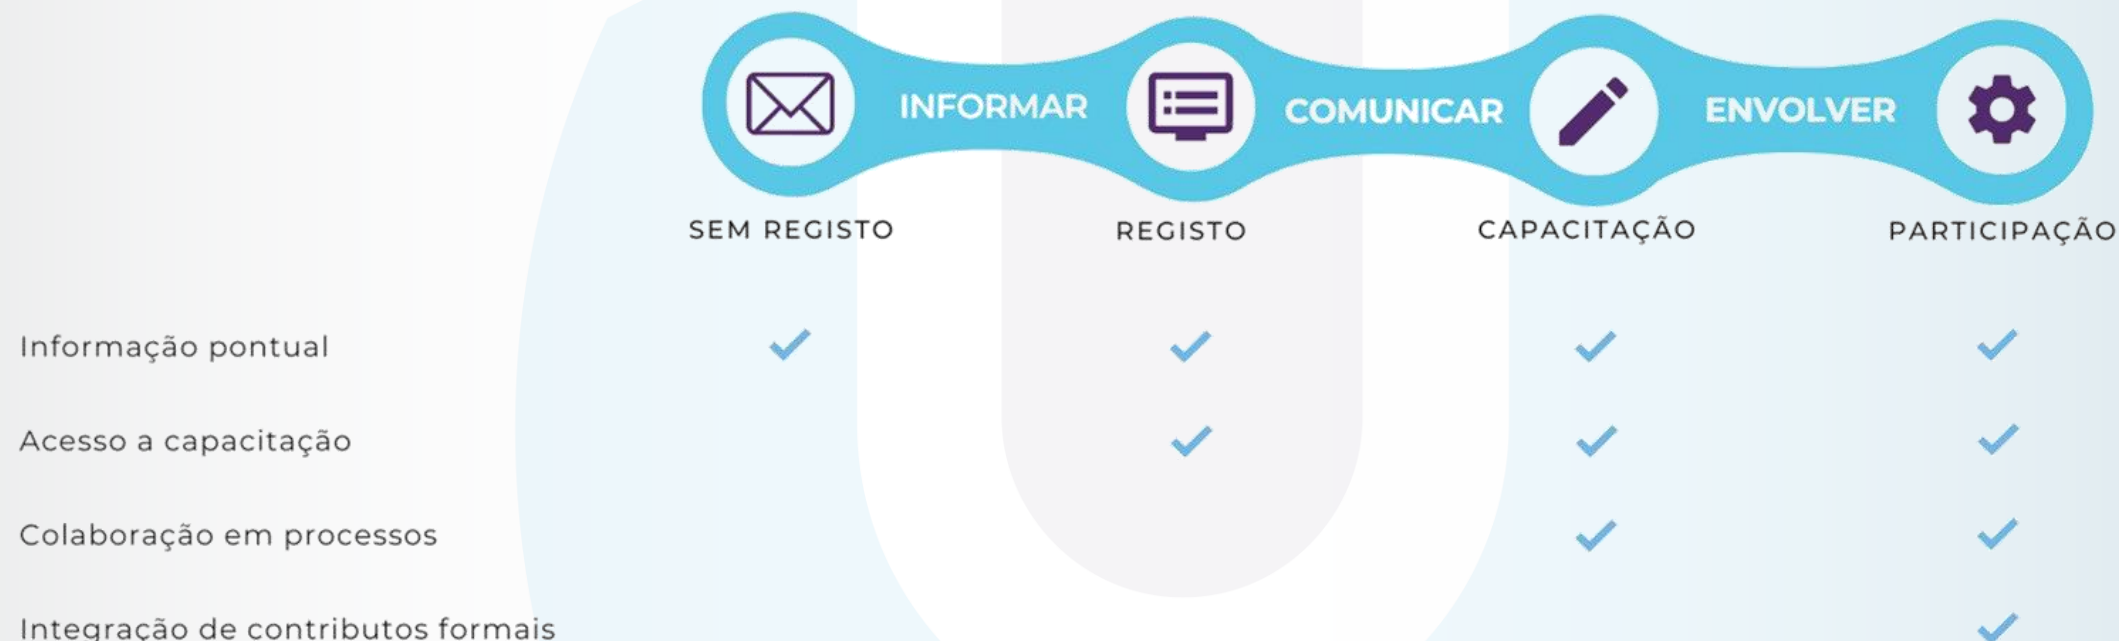 INFORMAR COMUNICAR ENVOLVER
SEM REGISTO REGISTO CAPACITAÇÃO PARTICIPAÇÃO
Informação pontual
Acesso a capacitação
Colaboração em processos
Integração de contributos formais